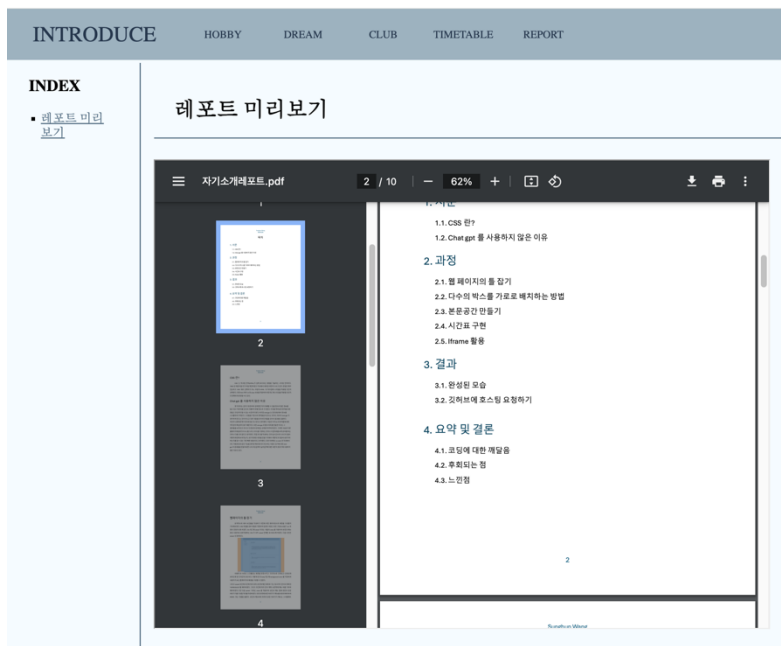 INTRODUCE HOBBY DREAM CLUB TIMETABLE REPORT
INDEX
레포트 미리
보기
레포트 미리보기
자기소개레포트.pdf 2 / 10 62%
1.1. CSS 란?
1.2. Chat gpt 를 사용하지 않은 이유
2. 과정
2.1. 웹 페이지의 틀 잡기
2.2. 다수의 박스를 가로로 배치하는 방법
2.3. 본문공간 만들기
2.4. 시간표 구현
2.5. Iframe 활용
3. 결과
3.1. 완성된 모습
3.2. 깃허브에 호스팅 요청하기
4. 요약 및 결론
4.1. 코딩에 대한 깨달음
4.2. 후회되는 점
4.3. 느낀점
2
2
3
4